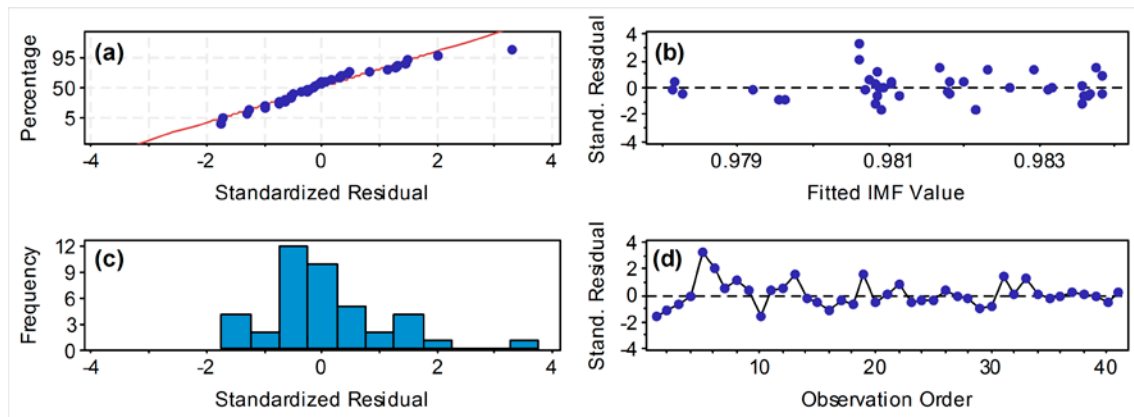 (a)
Percentage
95
50
5
-4
-2
0
2
4
Standardized Residual
(b)
Stand. Residual
4
2
0
-2
-4
0.979
0.981
0.983
Fitted IMF Value
(c)
Frequency
12
9
6
3
0
-4
-2
0
2
4
Standardized Residual
(d)
Stand. Residual
4
2
0
-2
-4
10
20
30
40
Observation Order